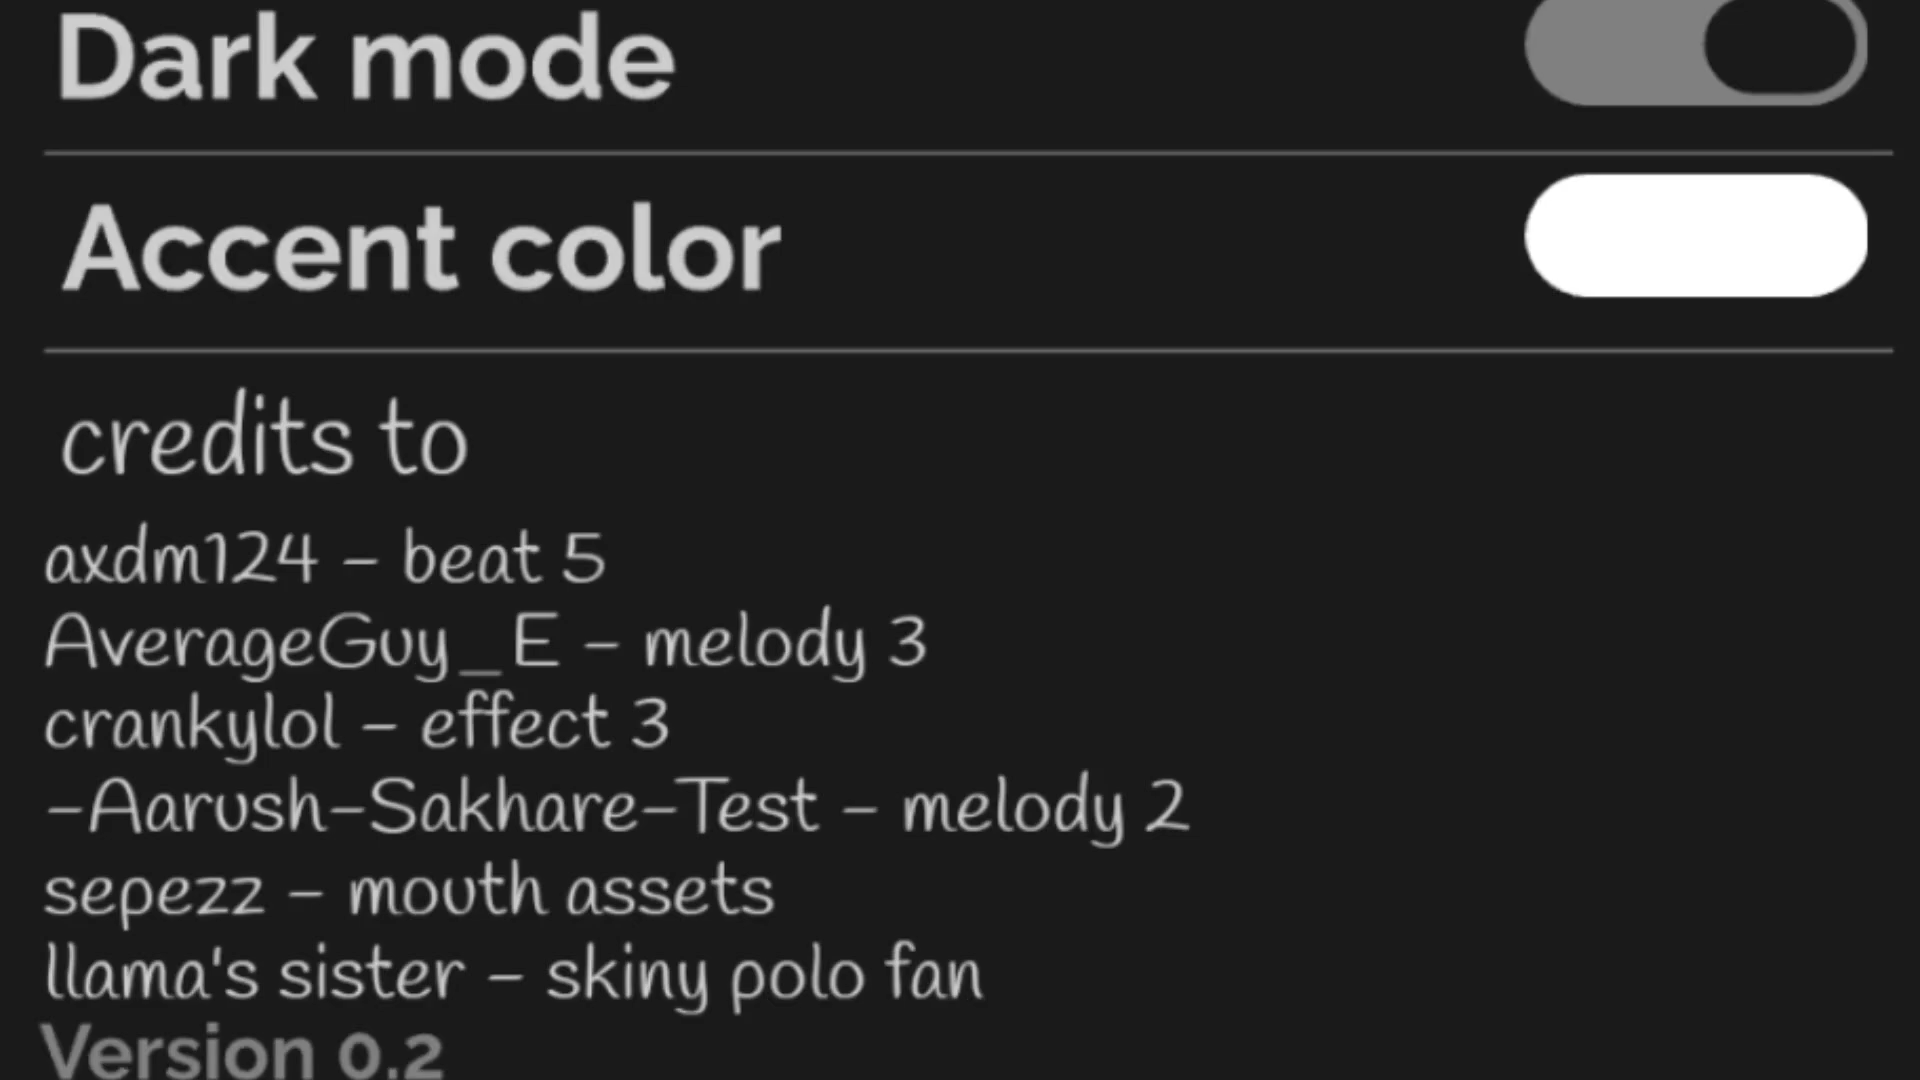 Dark mode
Accent color
credits to
axdm124 - beat 5
AverageGuy_E - melody 3
crankylol - effect 3
-Aarush-Sakhare-Test - melody 2
sepezz - mouth assets
llama's sister - skiny polo fan
Version 0.2